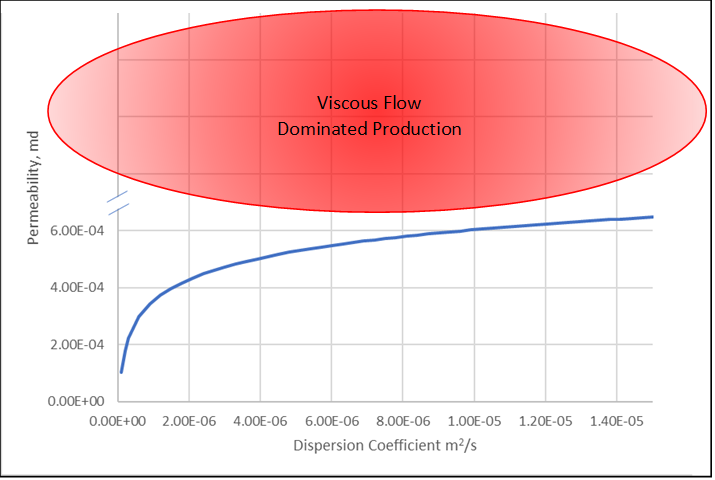 Viscous Flow
Dominated Production
Permeability, md
6.00E-04
4.00E-04
2.00E-04
0.00E+00
0.00E+00 2.00E-06 4.00E-06 6.00E-06 8.00E-06 1.00E-05 1.20E-05 1.40E-05
Dispersion Coefficient m²/s